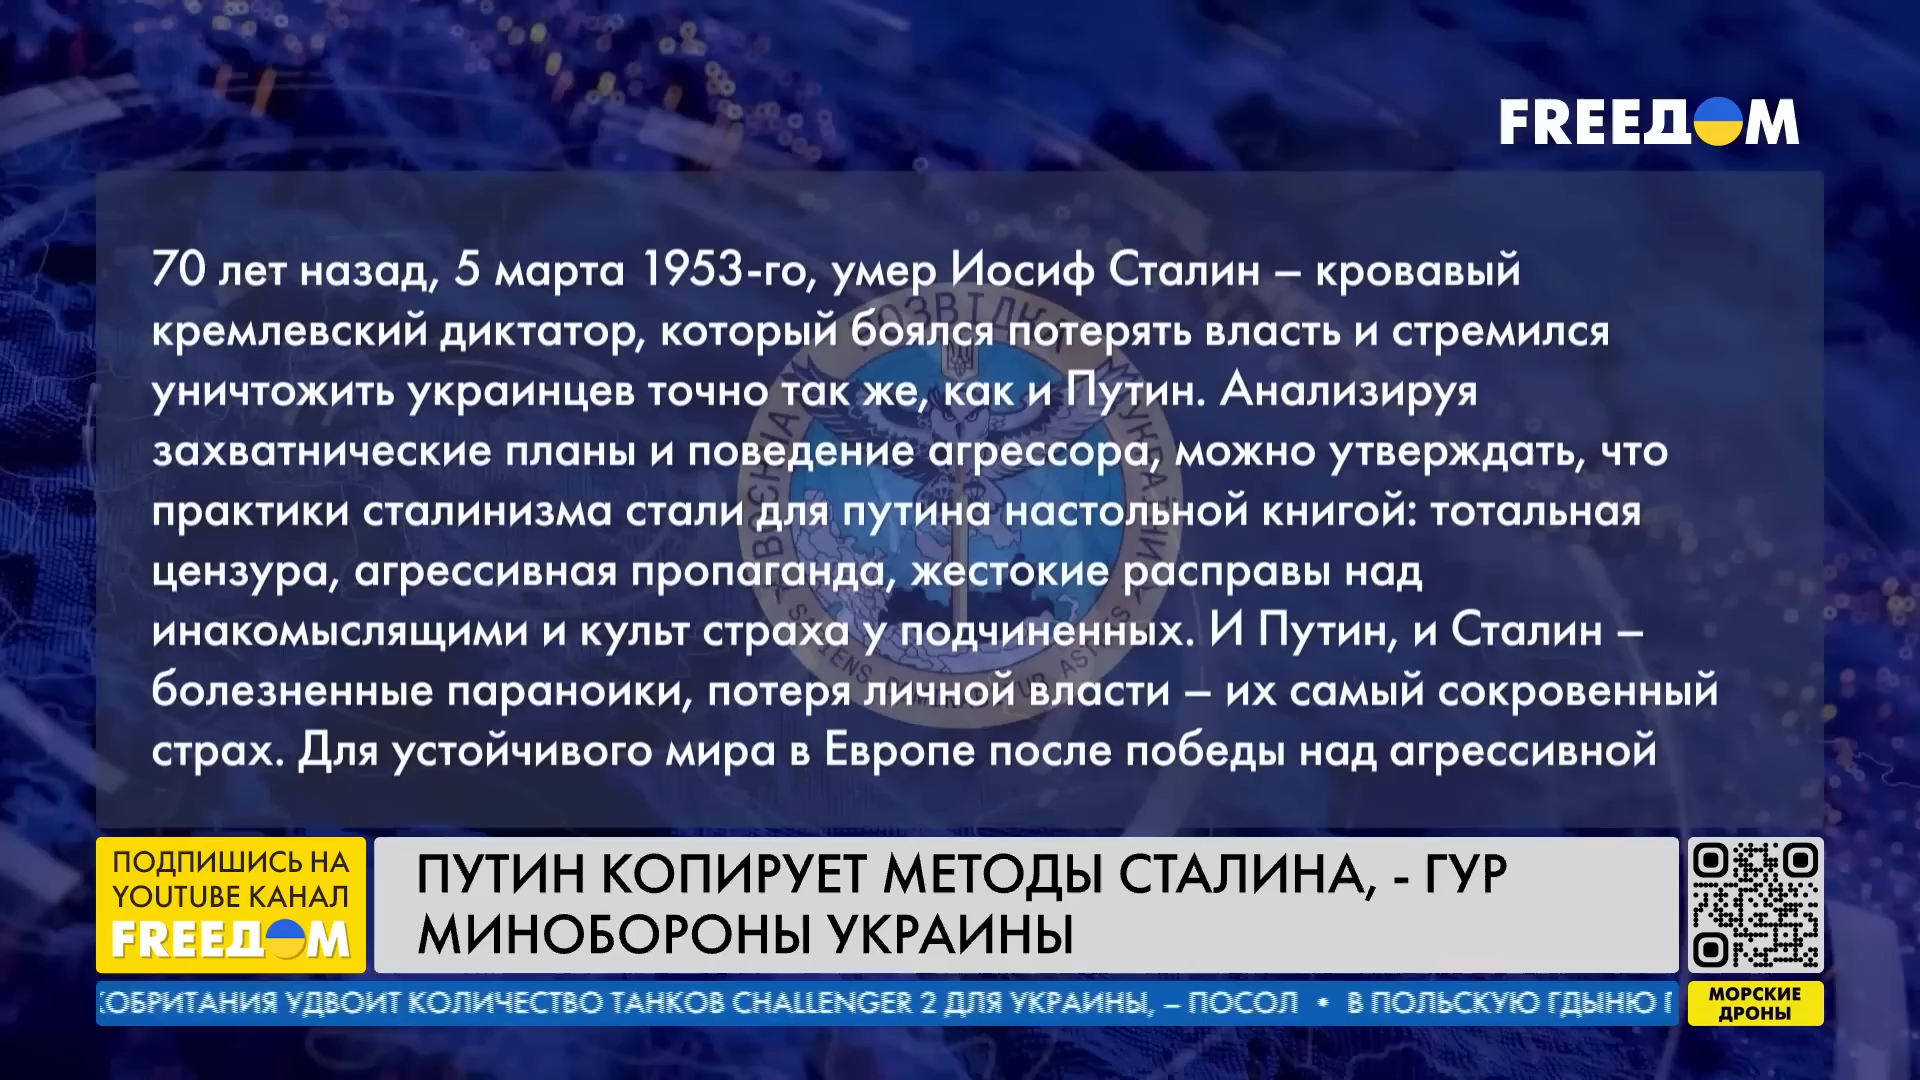 FREEДOM
70 лет назад, 5 марта 1953-го, умер Иосиф Сталин – кровавый
кремлевский диктатор, который боялся потерять власть и стремился
уничтожить украинцев точно так же, как и Путин. Анализируя
захватнические планы и поведение агрессора, можно утверждать, что
практики сталинизма стали для путина настольной книгой: тотальная
цензура, агрессивная пропаганда, жестокие расправы над
инакомыслящими и культ страха у подчиненных. И Путин, и Сталин –
болезненные параноики, потеря личной власти – их самый сокровенный
страх. Для устойчивого мира в Европе после победы над агрессивной
ПОДПИШИСЬ НА
YOUTUBE КАНАЛ
FREEДOM
ПУТИН КОПИРУЕТ МЕТОДЫ СТАЛИНА, - ГУР
МИНОБОРОНЫ УКРАИНЫ
КОБРИТАНИЯ УДВОИТ КОЛИЧЕСТВО ТАНКОВ CHALLENGER 2 ДЛЯ УКРАИНЫ, – ПОСОЛ • В ПОЛЬСКУЮ ГДЫНЮ
МОРСКИЕ
ДРОНЫ